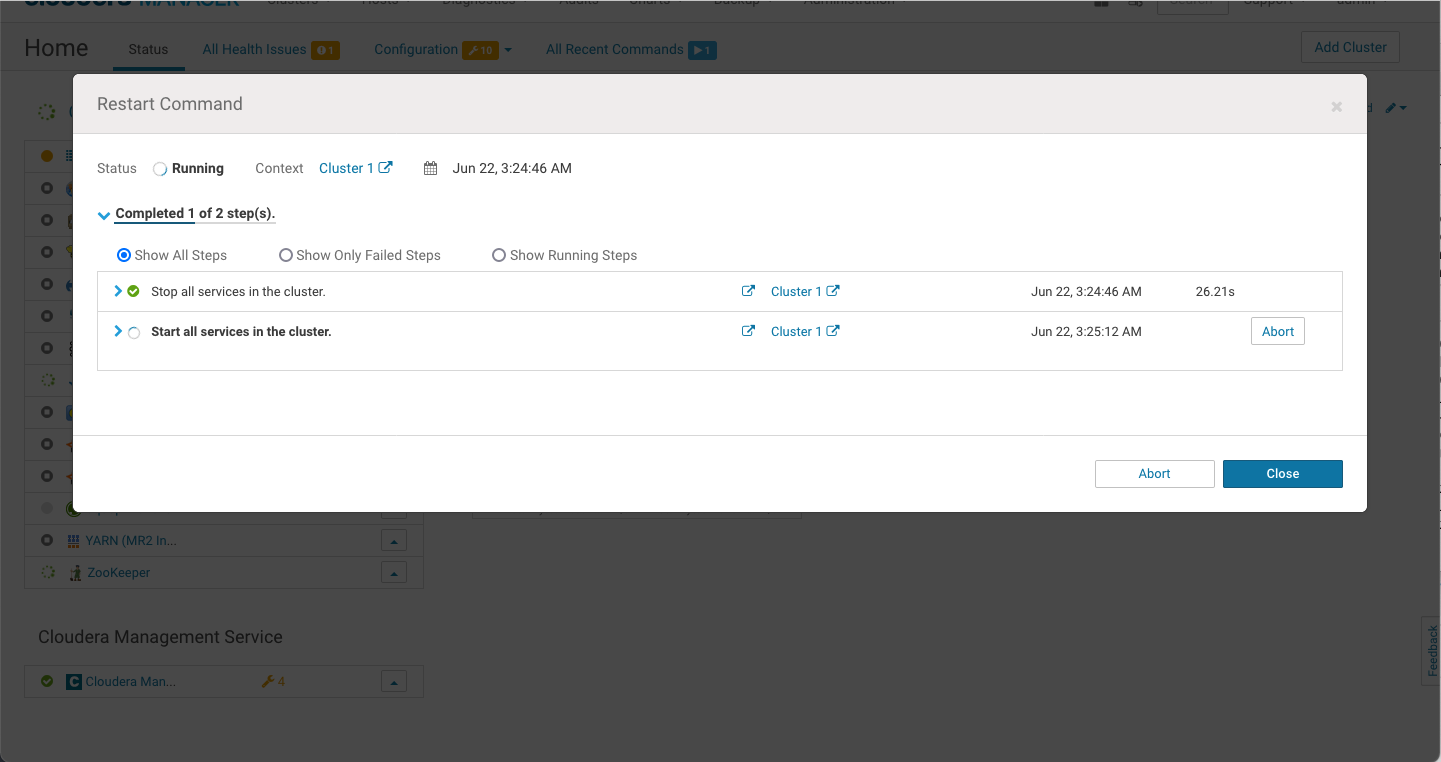 MANAGER
Search
Home Status All Health Issues 1 Configuration 10 All Recent Commands 1 Add Cluster
Restart Command
Status Running Context Cluster 1 Jun 22, 3:24:46 AM
Completed 1 of 2 step(s).
Show All Steps Show Only Failed Steps Show Running Steps
Stop all services in the cluster. Cluster 1 Jun 22, 3:24:46 AM 26.21s
Start all services in the cluster. Cluster 1 Jun 22, 3:25:12 AM Abort
Abort Close
YARN (MR2 In...
ZooKeeper
Cloudera Management Service
C Cloudera Man... 4
Feedback